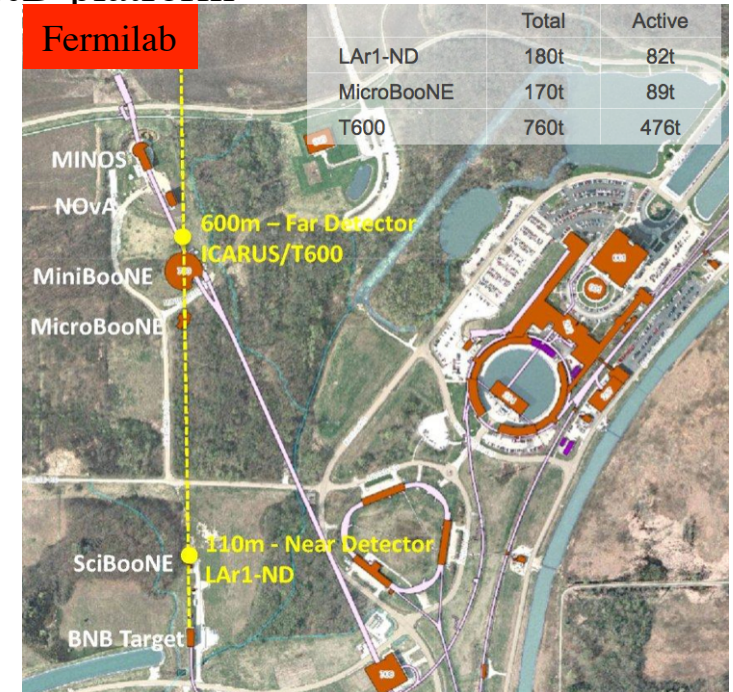 Fermilab
Total Active
LAr1-ND 180t 82t
MicroBooNE 170t 89t
T600 760t 476t
MINOS
NOvA
600m – Far Detector
ICARUS/T600
MiniBooNE
MicroBooNE
110m - Near Detector
SciBooNE
LAr1-ND
BNB Target